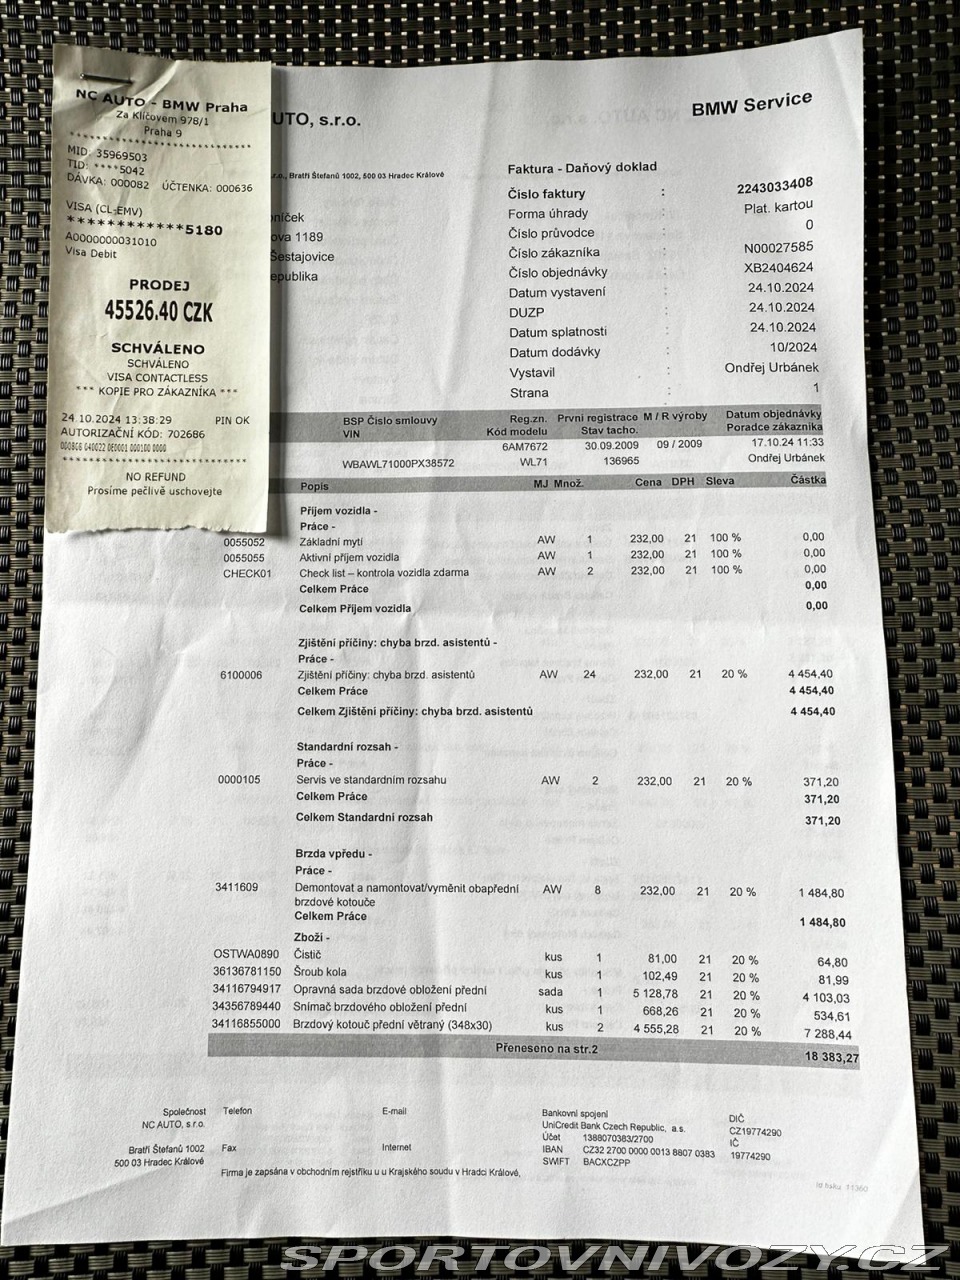 NC AUTO - BMW Praha
Za Klíčovem 978/1
Praha 9
MID: 35969503
TID: ****5042
DÁVKA: 000082 ÚČTENKA: 000636
VISA (CL-EMV)
************5180
A0000000031010
Visa Debit
PRODEJ
45526.40 CZK
SCHVÁLENO
SCHVÁLENO
VISA CONTACTLESS
*** KOPIE PRO ZÁKAZNÍKA ***
24.10.2024 13:38:29 PIN OK
AUTORIZAČNÍ KÓD: 702686
NO REFUND
Prosíme pečlivě uschovejte
UTO, s.r.o.
BMW Service
s.r.o., Bratří Štefanů 1002, 500 03 Hradec Králové
oníček
ova 1189
Šestajovice
epublika
Faktura - Daňový doklad
Číslo faktury : 2243033408
Forma úhrady : Plat. kartou
Číslo průvodce : 0
Číslo zákazníka : N00027585
Číslo objednávky : XB2404624
Datum vystavení : 24.10.2024
DUZP : 24.10.2024
Datum splatnosti : 24.10.2024
Datum dodávky : 10/2024
Vystavil : Ondřej Urbánek
Strana : 1
BSP Číslo smlouvy Reg.zn. První registrace M / R výroby Datum objednávky
VIN Kód modelu Stav tacho. Poradce zákazníka
6AM7672 30.09.2009 09 / 2009 17.10.24 11:33
WBAWL71000PX38572 WL71 136965 Ondřej Urbánek
Popis MJ Množ. Cena DPH Sleva Částka
Příjem vozidla -
Práce -
0055052 Základní mytí AW 1 232,00 21 100 % 0,00
0055055 Aktivní příjem vozidla AW 1 232,00 21 100 % 0,00
CHECK01 Check list – kontrola vozidla zdarma AW 2 232,00 21 100 % 0,00
Celkem Práce 0,00
Celkem Příjem vozidla 0,00
Zjištění příčiny: chyba brzd. asistentů -
Práce -
6100006 Zjištění příčiny: chyba brzd. asistentů AW 24 232,00 21 20 % 4 454,40
Celkem Práce 4 454,40
Celkem Zjištění příčiny: chyba brzd. asistentů 4 454,40
Standardní rozsah -
Práce -
0000105 Servis ve standardním rozsahu AW 2 232,00 21 20 % 371,20
Celkem Práce 371,20
Celkem Standardní rozsah 371,20
Brzda vpředu -
Práce -
3411609 Demontovat a namontovat/vyměnit obapřední AW 8 232,00 21 20 % 1 484,80
brzdové kotouče
Celkem Práce 1 484,80
Zboží -
OSTWA0890 Čistič kus 1 81,00 21 20 % 64,80
36136781150 Šroub kola kus 1 102,49 21 20 % 81,99
34116794917 Opravná sada brzdové obložení přední sada 1 5 128,78 21 20 % 4 103,03
34356789440 Snímač brzdového obložení přední kus 1 668,26 21 20 % 534,61
34116855000 Brzdový kotouč přední větraný (348x30) kus 2 4 555,28 21 20 % 7 288,44
Přeneseno na str.2 18 383,27
Společnost Telefon E-mail Bankovní spojení DIČ
NC AUTO, s.r.o. UniCredit Bank Czech Republic, a.s. CZ19774290
Účet 1388070383/2700 IČ
Bratří Štefanů 1002 Fax Internet IBAN CZ32 2700 0000 0013 8807 0383 19774290
500 03 Hradec Králové SWIFT BACXCZPP
Firma je zapsána v obchodním rejstříku u u Krajského soudu v Hradci Králové,
Id tisku 11360
SPORTOVNIVOZY.CZ